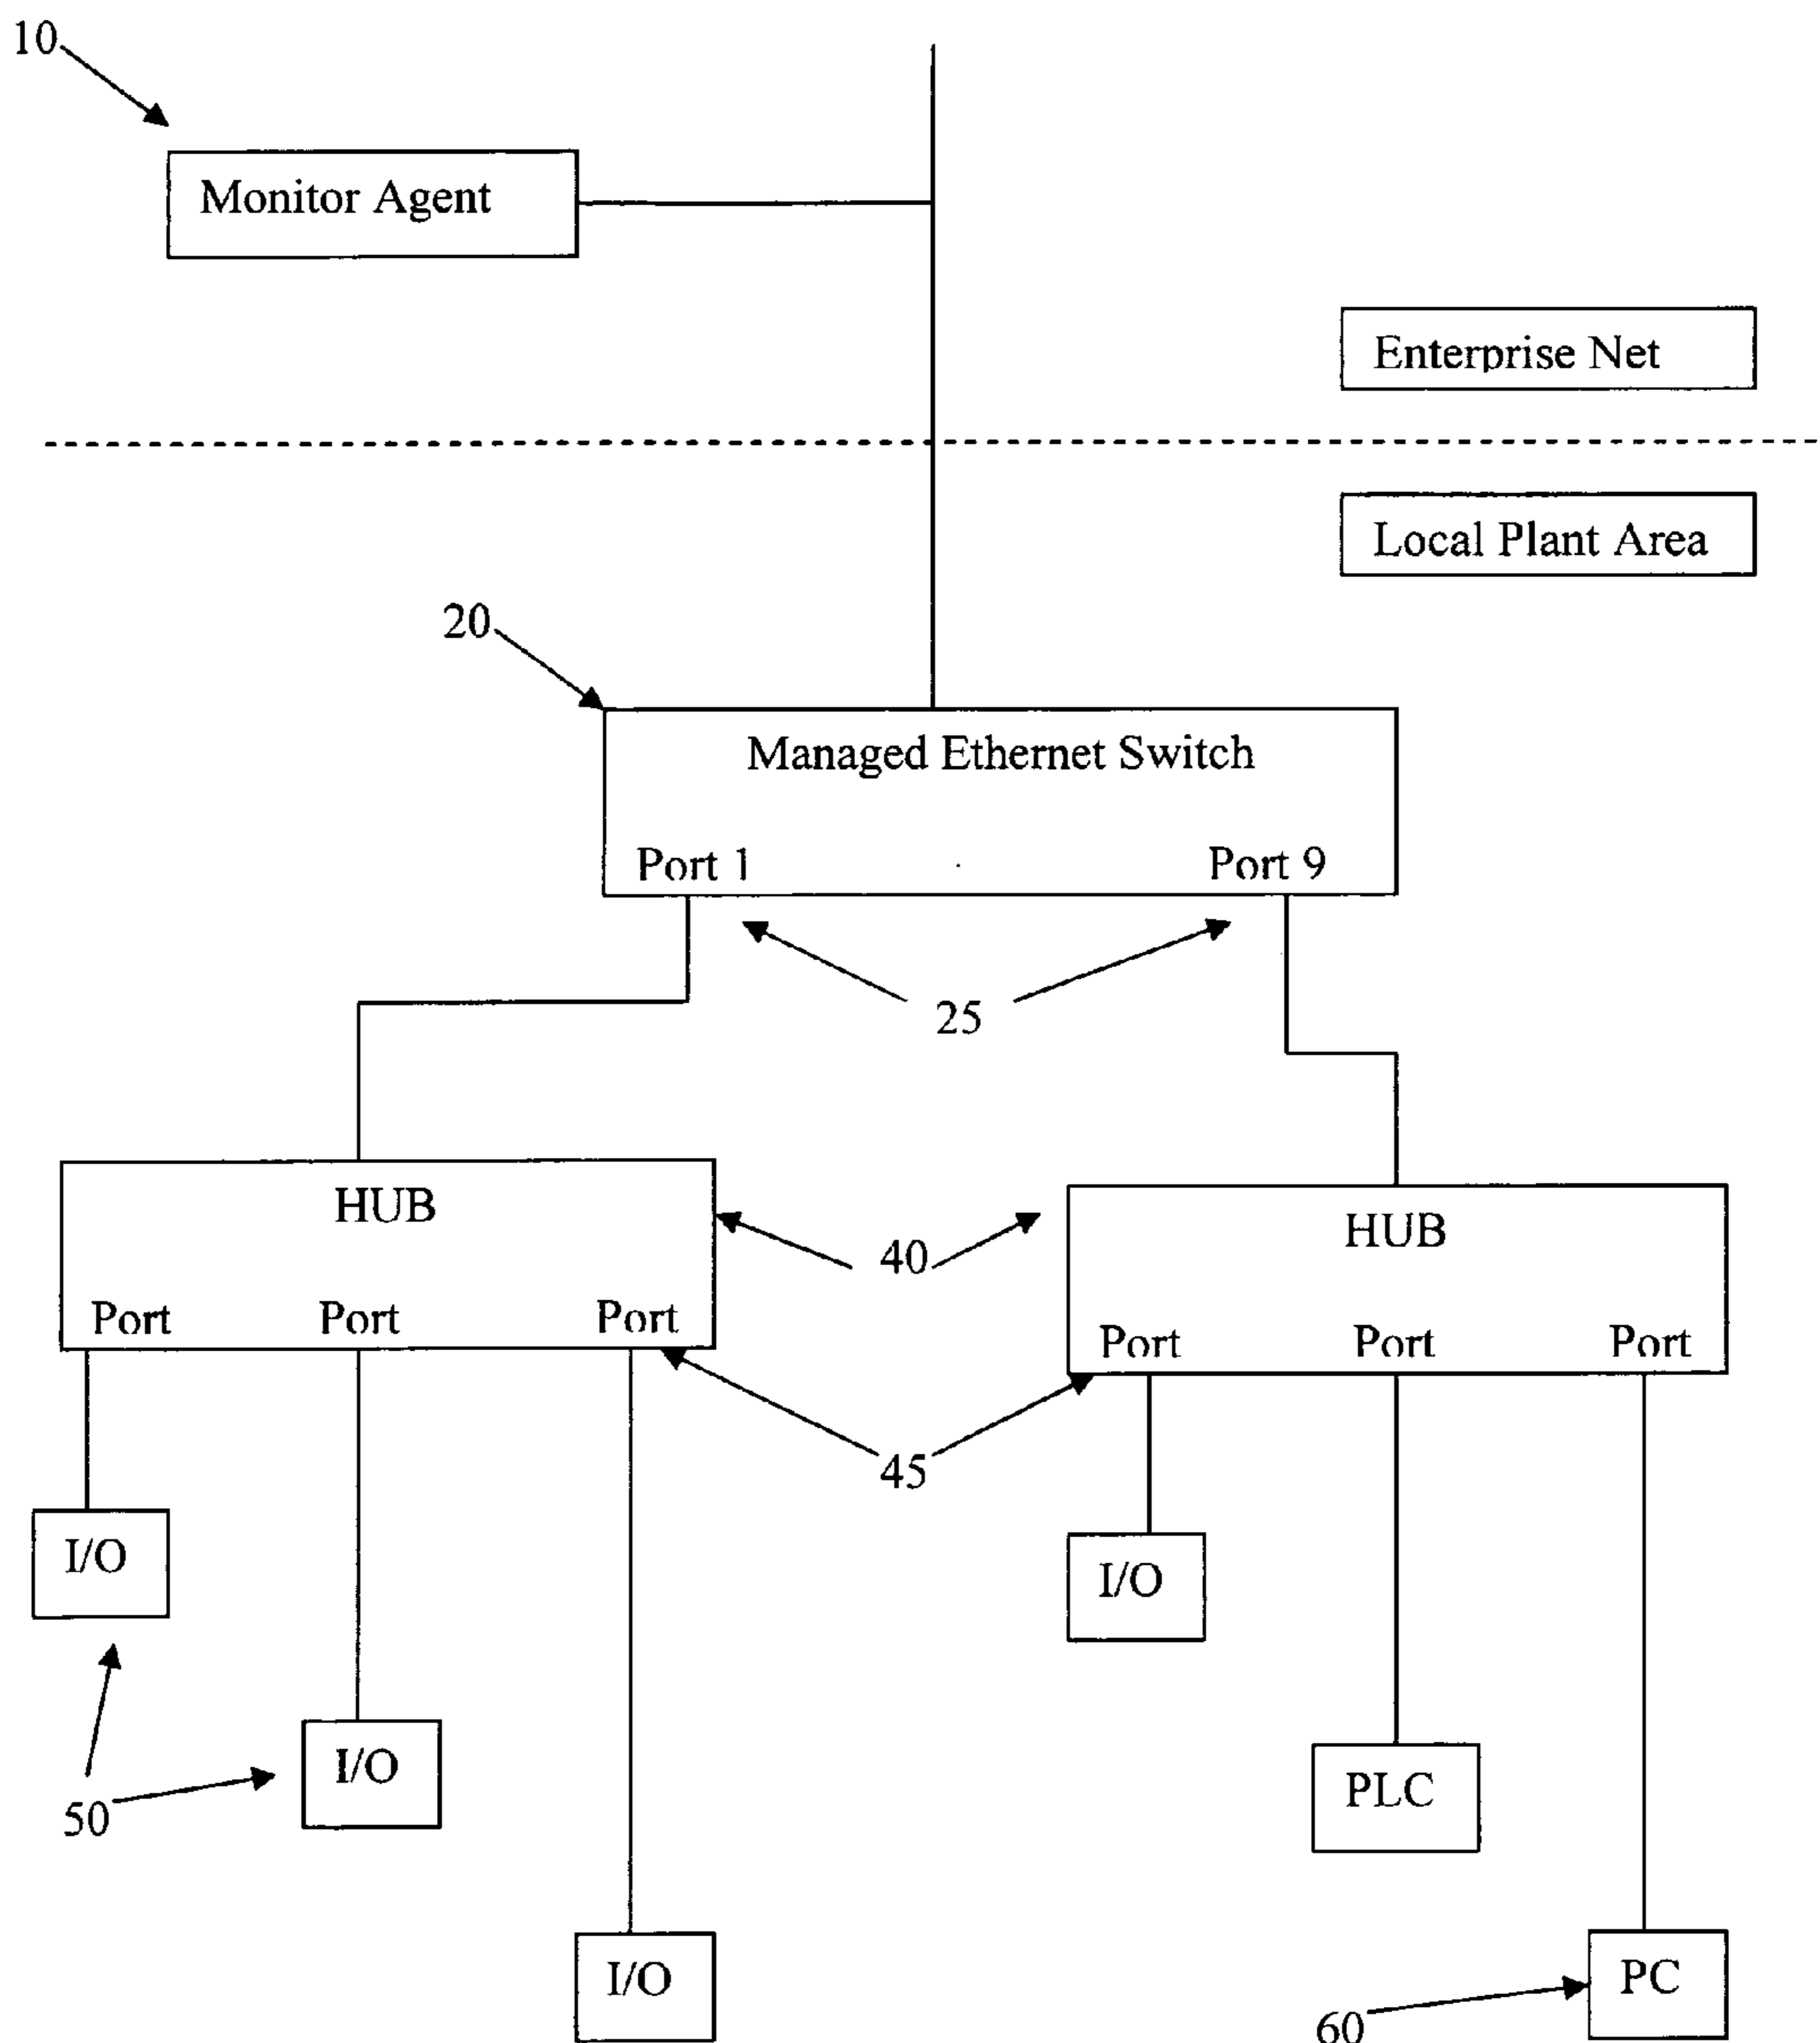 10
Monitor Agent
Enterprise Net
Local Plant Area
20
Managed Ethernet Switch
Port 1 Port 9
25
HUB
HUB
40
Port Port Port
Port Port Port
45
I/O
I/O
I/O
PLC
50
I/O
PC
60